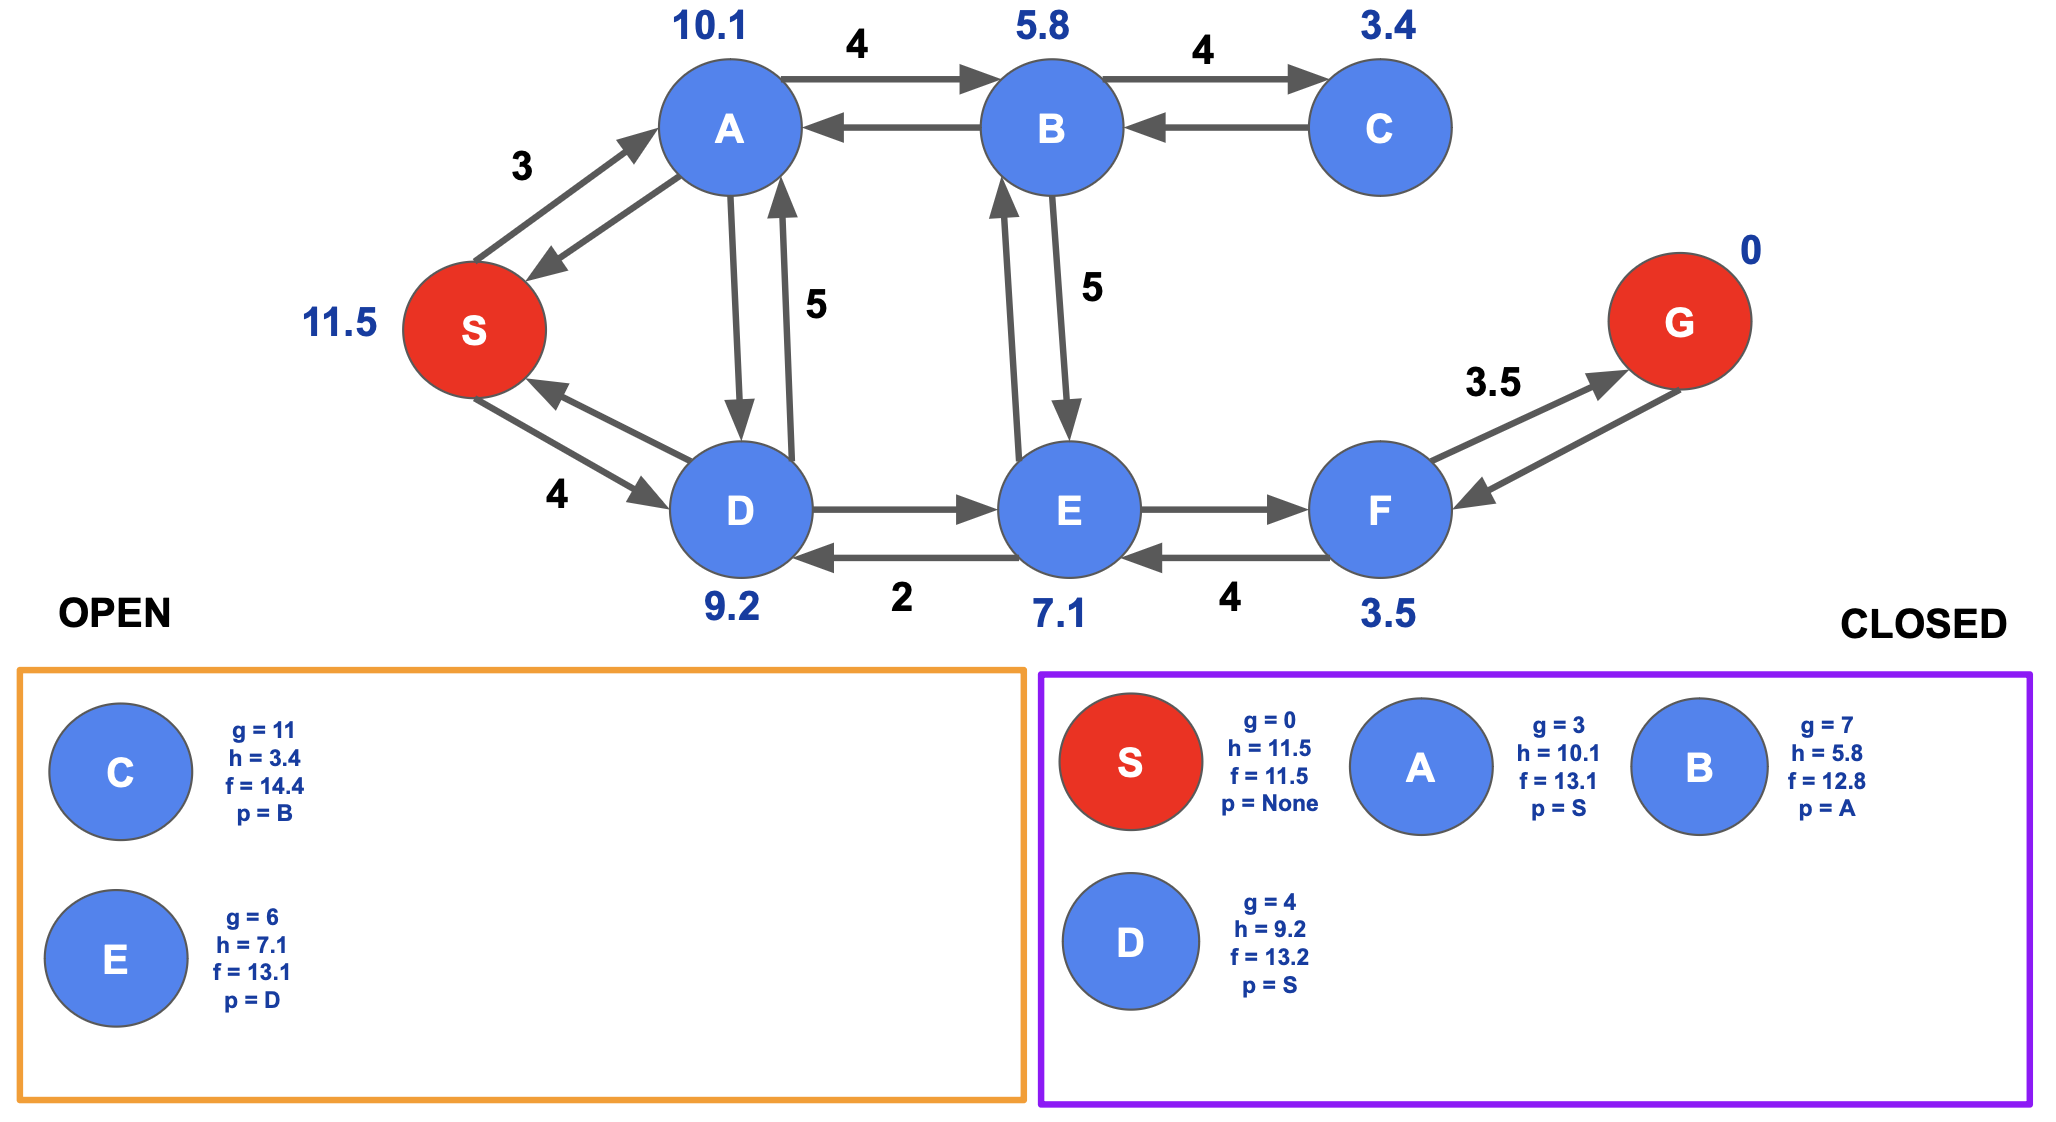 10.1
5.8
3.4
4
4
A
B
C
3
0
5
5
11.5
S
G
3.5
4
D
E
F
9.2
2
7.1
4
3.5
OPEN
CLOSED
C
g = 11
h = 3.4
f = 14.4
p = B
E
g = 6
h = 7.1
f = 13.1
p = D
S
g = 0
h = 11.5
f = 11.5
p = None
A
g = 3
h = 10.1
f = 13.1
p = S
B
g = 7
h = 5.8
f = 12.8
p = A
D
g = 4
h = 9.2
f = 13.2
p = S